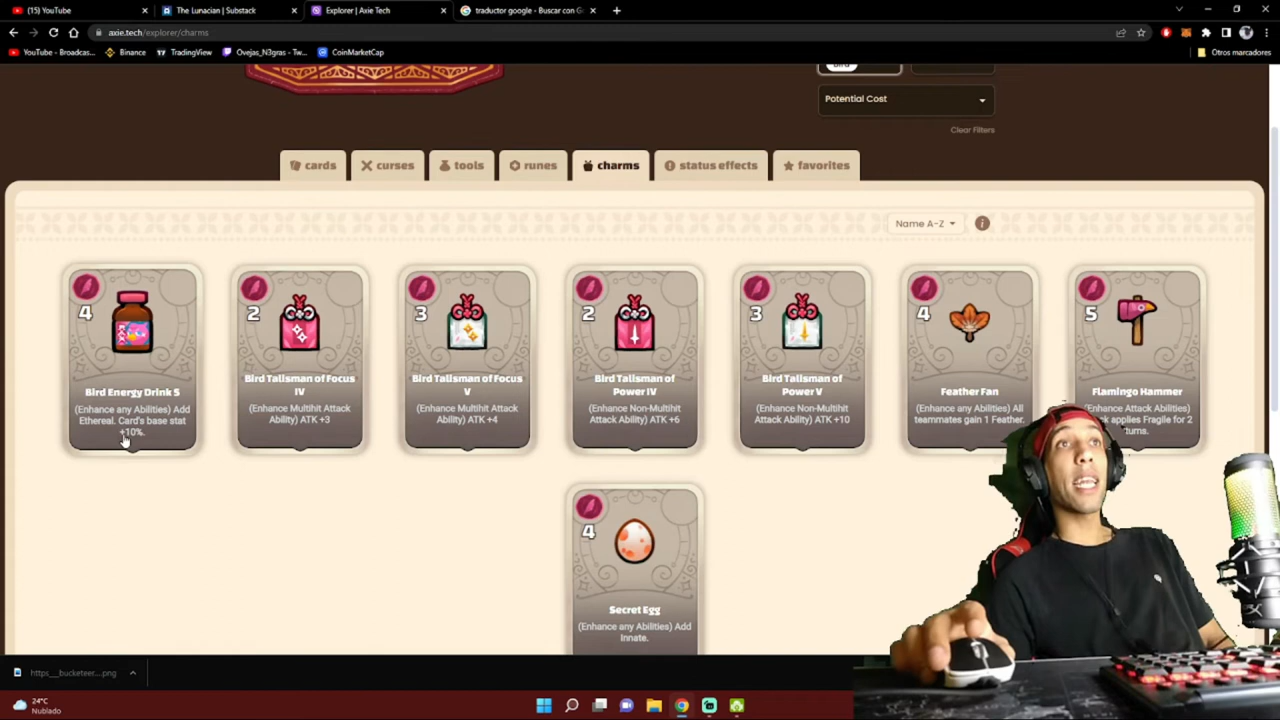 (15) YouTube
The Lunacian | Substack
Explorer | Axie Tech
traductor google - Buscar con G
axie.tech/explorer/charms
YouTube - Broadcas...
Binance
TradingView
Ovejas_N3gras - Tw...
CoinMarketCap
Otros marcadores
Potential Cost
Clear Filters
cards
curses
tools
runes
charms
status effects
favorites
Name A-Z
4
Bird Energy Drink S
(Enhance any Abilities) Add
Ethereal. Card's base stat
+10%.
2
Bird Talisman of Focus
IV
(Enhance Multihit Attack
Ability) ATK +3
3
Bird Talisman of Focus
V
(Enhance Multihit Attack
Ability) ATK +4
2
Bird Talisman of
Power IV
(Enhance Non-Multihit
Attack Ability) ATK +6
3
Bird Talisman of
Power V
(Enhance Non-Multihit
Attack Ability) ATK +10
4
Feather Fan
(Enhance any Abilities) All
teammates gain 1 Feather.
5
Flamingo Hammer
(Enhance Attack Abilities)
applies Fragile for 2
turns.
4
Secret Egg
(Enhance any Abilities) Add
Innate.
https__bucketeer...png
24°C
Nublado